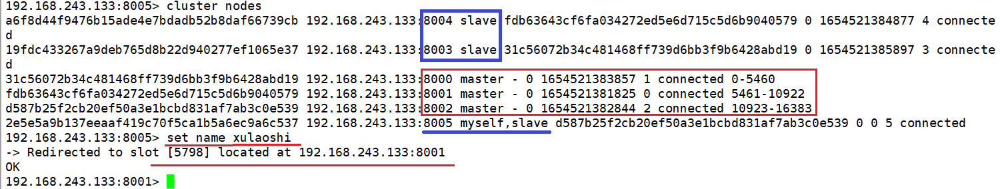 192.168.243.133:8005> cluster nodes
a6f8d44f9476b15ade4e7bdadb52b8daf66739cb 192.168.243.133:8004 slave fdb63643cf6fa034272ed5e6d715c5d6b9040579 0 1654521384877 4 connecte
d
19fdc433267a9deb765d8b22d940277ef1065e37 192.168.243.133:8003 slave 31c56072b34c481468ff739d6bb3f9b6428abd19 0 1654521385897 3 connecte
d
31c56072b34c481468ff739d6bb3f9b6428abd19 192.168.243.133:8000 master - 0 1654521383857 1 connected 0-5460
fdb63643cf6fa034272ed5e6d715c5d6b9040579 192.168.243.133:8001 master - 0 1654521381825 0 connected 5461-10922
d587b25f2cb20ef50a3e1bcbd831af7ab3c0e539 192.168.243.133:8002 master - 0 1654521382844 2 connected 10923-16383
2e5e5a9b137eeaaf419c70f5ca1b5a6ec9a6c537 192.168.243.133:8005 myself,slave d587b25f2cb20ef50a3e1bcbd831af7ab3c0e539 0 0 5 connected
192.168.243.133:8005> set name xulaoshi
-> Redirected to slot [5798] located at 192.168.243.133:8001
OK
192.168.243.133:8001>